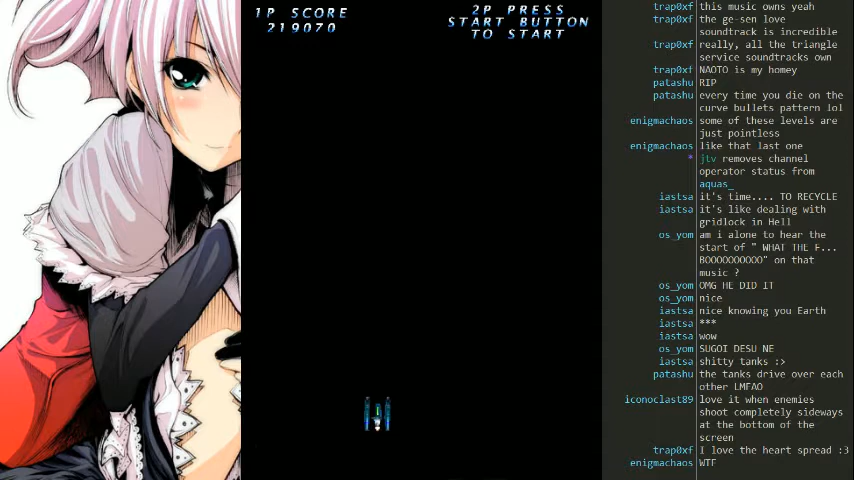 1P SCORE
219070
2P PRESS
START BUTTON
TO START
trap0xf this music owns yeah
trap0xf the ge-sen love
soundtrack is incredible
trap0xf really, all the triangle
service soundtracks own
trap0xf NAOTO is my homey
patashu RIP
patashu every time you die on the
curve bullets pattern lol
enigmachaos some of these levels are
just pointless
enigmachaos like that last one
* jtv removes channel
operator status from
aquas_
iastsa it's time.... TO RECYCLE
iastsa it's like dealing with
gridlock in Hell
os_yom am i alone to hear the
start of " WHAT THE F...
BOOOOOOOOOO" on that
music ?
os_yom OMG HE DID IT
os_yom nice
iastsa nice knowing you Earth
iastsa ***
iastsa wow
os_yom SUGOI DESU NE
iastsa shitty tanks :>
patashu the tanks drive over each
other LMFAO
iconoclast89 love it when enemies
shoot completely sideways
at the bottom of the
screen
trap0xf I love the heart spread :3
enigmachaos WTF